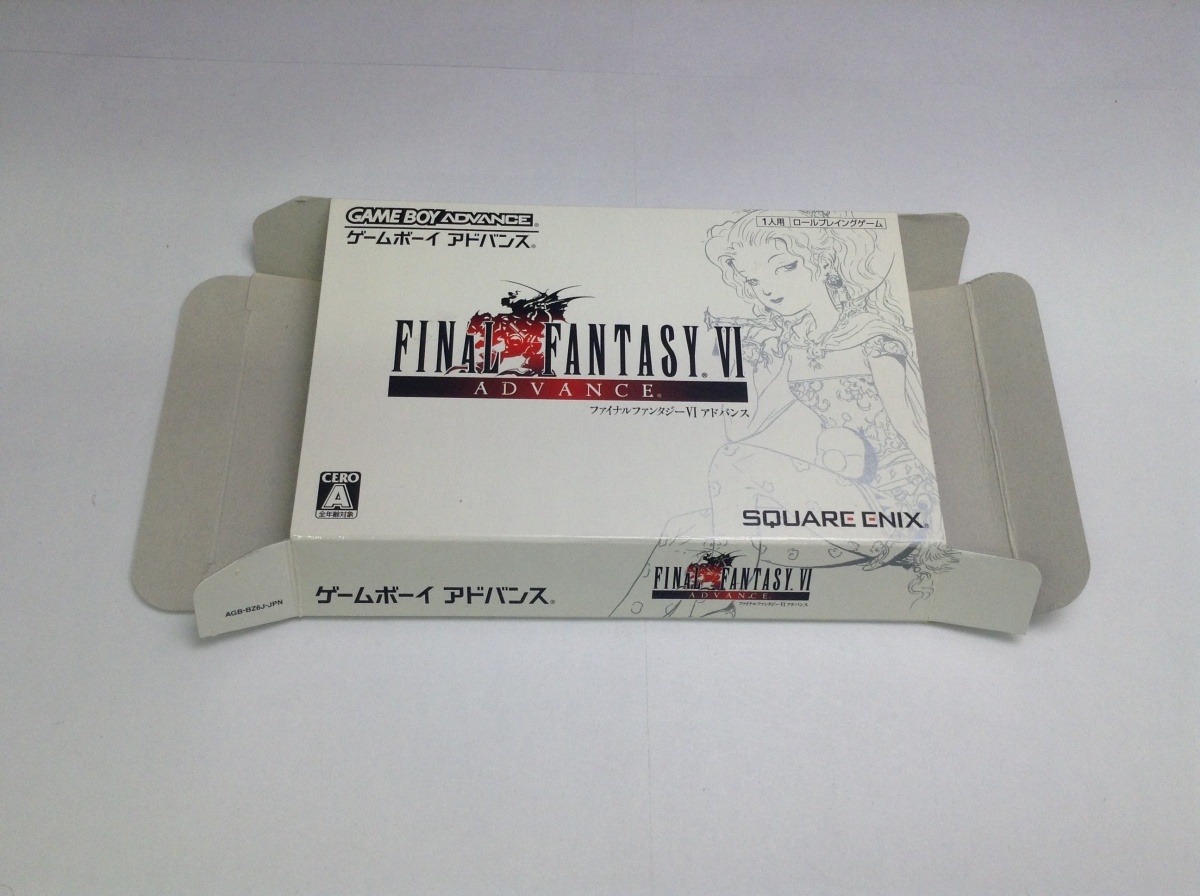 GAME BOY ADVANCE
ゲームボーイ アドバンス®
1人用 ロールプレイングゲーム
FINAL FANTASY® VI
ADVANCE®
ファイナルファンタジーVI アドバンス
CERO
A
全年齢対象
SQUARE ENIX®
AGB-BZ6J-JPN
ゲームボーイ アドバンス®
FINAL FANTASY® VI
ADVANCE
ファイナルファンタジーVI アドバンス